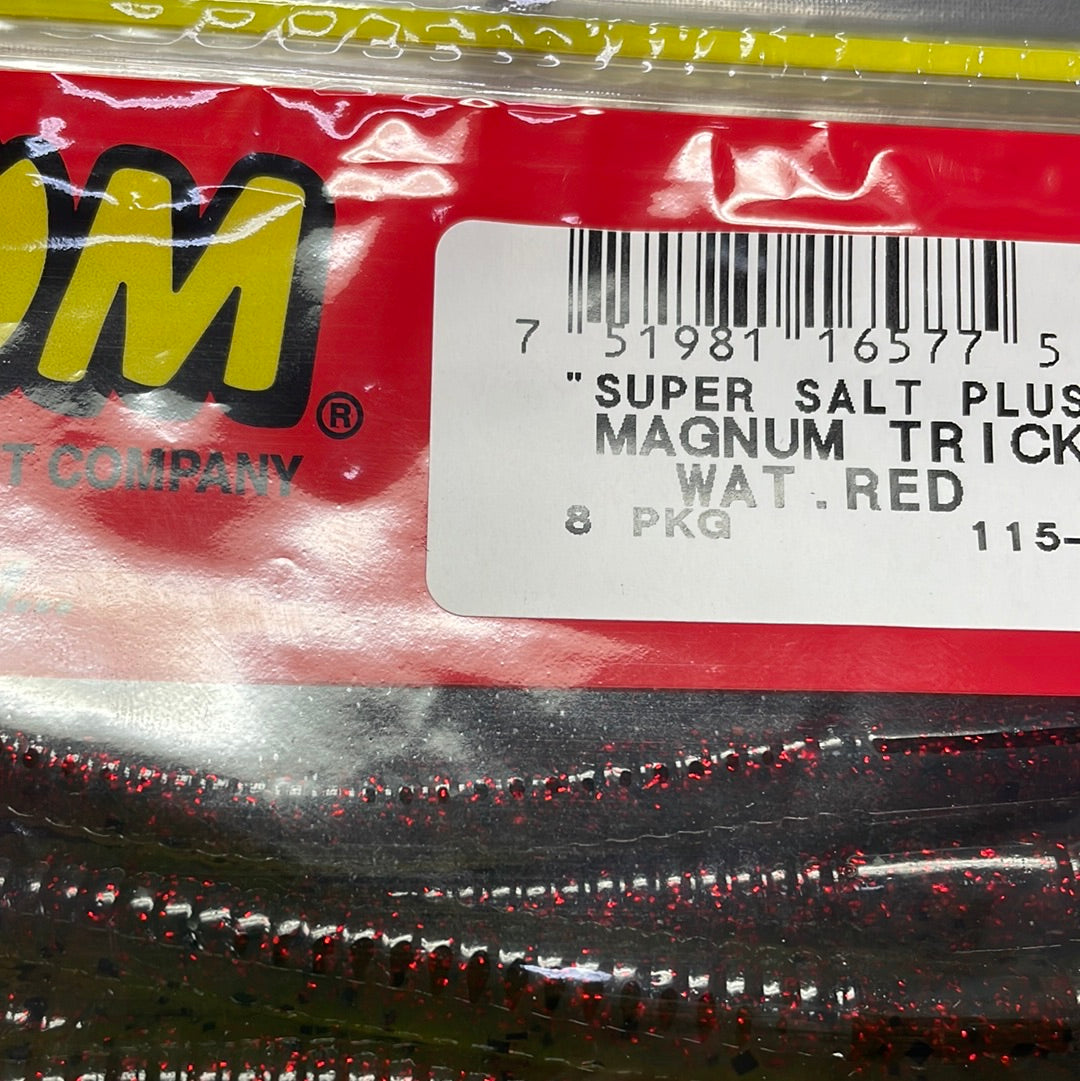 OM®
T COMPANY
7 51981 16577 5
"SUPER SALT PLUS
MAGNUM TRICK
WAT.RED
8 PKG 115-